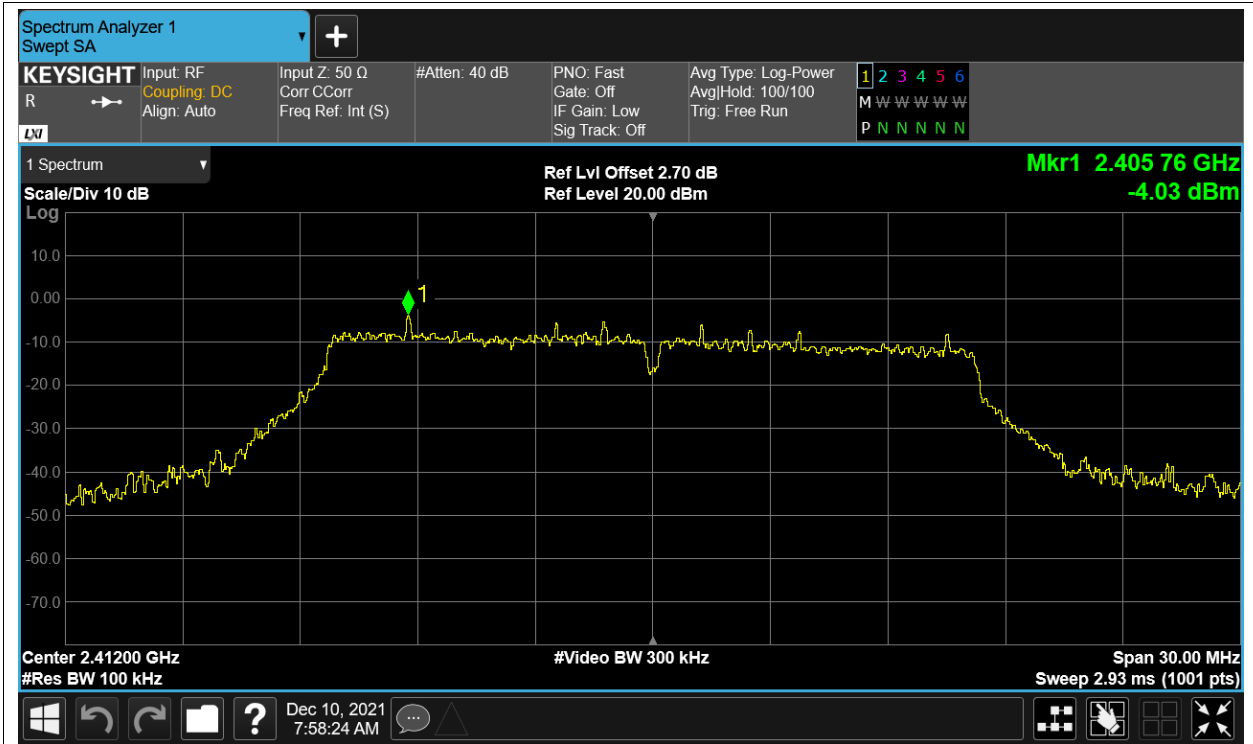 Spectrum Analyzer 1
Swept SA
KEYSIGHT
R
LXI
Input: RF
Coupling: DC
Align: Auto
Input Z: 50 Ω
Corr CCorr
Freq Ref: Int (S)
#Atten: 40 dB
PNO: Fast
Gate: Off
IF Gain: Low
Sig Track: Off
Avg Type: Log-Power
Avg|Hold: 100/100
Trig: Free Run
1 2 3 4 5 6
M W W W W W
P N N N N N
1 Spectrum
Scale/Div 10 dB
Log
Ref Lvl Offset 2.70 dB
Ref Level 20.00 dBm
Mkr1 2.405 76 GHz
-4.03 dBm
10.0
0.00
-10.0
-20.0
-30.0
-40.0
-50.0
-60.0
-70.0
1
Center 2.41200 GHz
#Res BW 100 kHz
#Video BW 300 kHz
Span 30.00 MHz
Sweep 2.93 ms (1001 pts)
?
Dec 10, 2021
7:58:24 AM